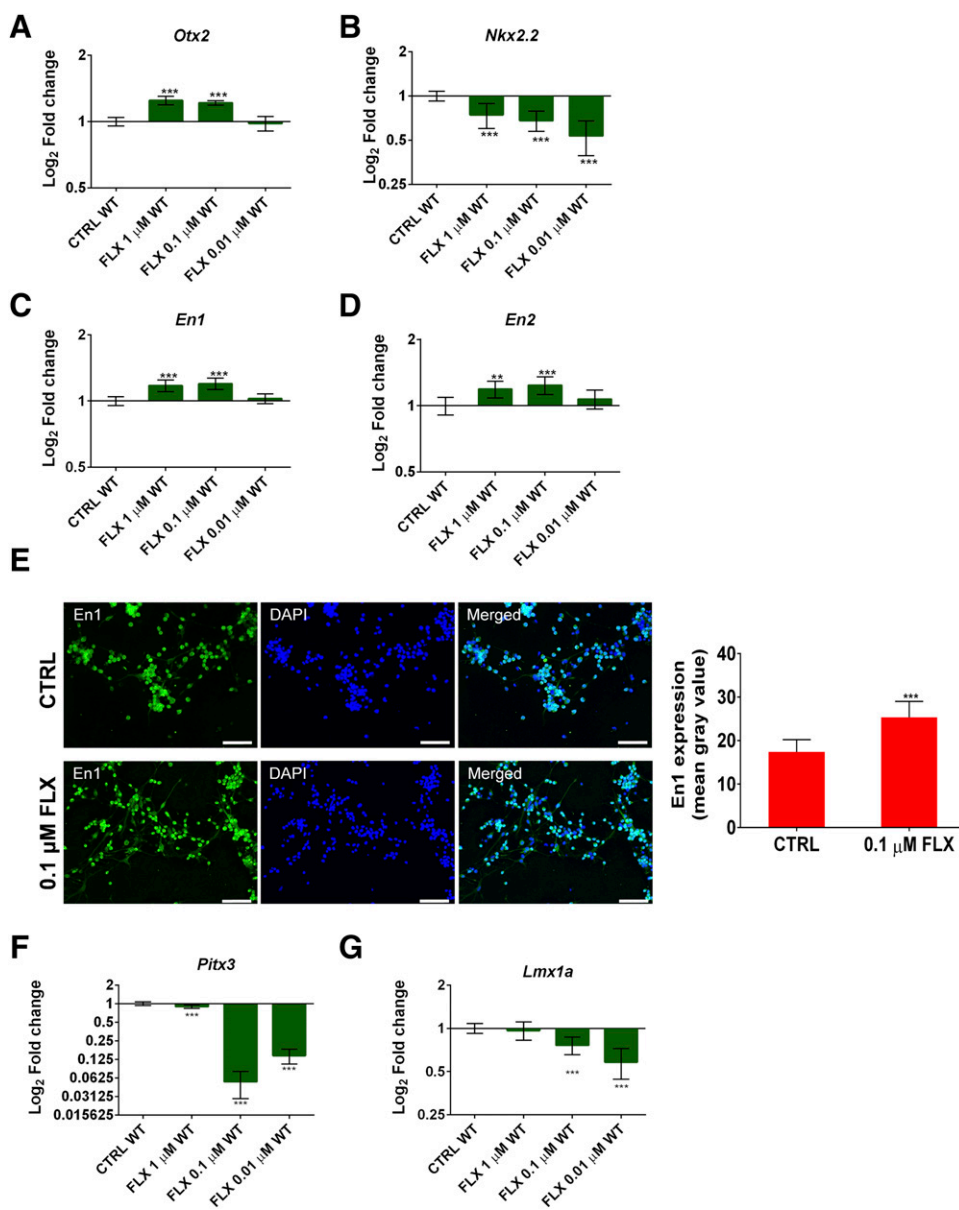 A
Otx2
Log2 Fold change
2
1
0.5
CTRL WT
FLX 1 μM WT
FLX 0.1 μM WT
FLX 0.01 μM WT
***
***
B
Nkx2.2
Log2 Fold change
2
1
0.5
0.25
CTRL WT
FLX 1 μM WT
FLX 0.1 μM WT
FLX 0.01 μM WT
***
***
***
C
En1
Log2 Fold change
2
1
0.5
CTRL WT
FLX 1 μM WT
FLX 0.1 μM WT
FLX 0.01 μM WT
***
***
D
En2
Log2 Fold change
2
1
0.5
CTRL WT
FLX 1 μM WT
FLX 0.1 μM WT
FLX 0.01 μM WT
**
***
E
CTRL
En1
DAPI
Merged
0.1 μM FLX
En1
DAPI
Merged
En1 expression
(mean gray value)
40
30
20
10
0
***
CTRL
0.1 μM FLX
F
Pitx3
Log2 Fold change
2
1
0.5
0.25
0.125
0.0625
0.03125
0.015625
CTRL WT
FLX 1 μM WT
FLX 0.1 μM WT
FLX 0.01 μM WT
***
***
***
G
Lmx1a
Log2 Fold change
2
1
0.5
0.25
CTRL WT
FLX 1 μM WT
FLX 0.1 μM WT
FLX 0.01 μM WT
***
***